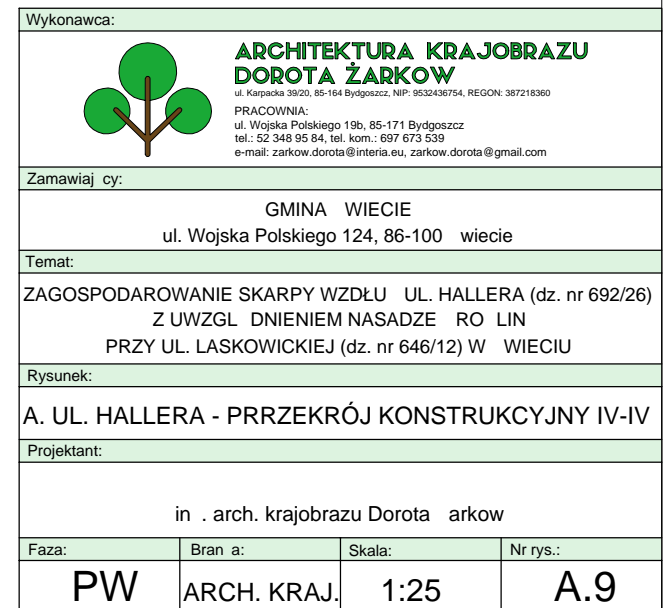 Wykonawca:
ARCHITEKTURA KRAJOBRAZU
DOROTA ŻARKOW
ul. Karpacka 39/20, 85-164 Bydgoszcz, NIP: 9532436754, REGON: 387218360
PRACOWNIA:
ul. Wojska Polskiego 19b, 85-171 Bydgoszcz
tel.: 52 348 95 84, tel. kom.: 697 673 539
e-mail: zarkow.dorota@interia.eu, zarkow.dorota@gmail.com
Zamawiaj cy:
GMINA WIECIE
ul. Wojska Polskiego 124, 86-100 wiecie
Temat:
ZAGOSPODAROWANIE SKARPY WZDŁU UL. HALLERA (dz. nr 692/26)
Z UWZGL DNIENIEM NASADZE RO LIN
PRZY UL. LASKOWICKIEJ (dz. nr 646/12) W WIECIU
Rysunek:
A. UL. HALLERA - PRRZEKRÓJ KONSTRUKCYJNY IV-IV
Projektant:
in . arch. krajobrazu Dorota arkow
Faza: Bran a: Skala: Nr rys.:
PW ARCH. KRAJ. 1:25 A.9